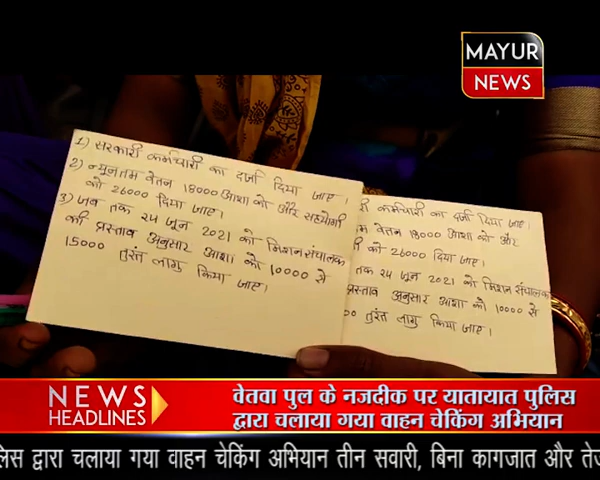 MAYUR
NEWS
1) सरकारी कर्मचारी का दर्जा दिया जाए।
2) न्यूनतम वेतन 18000 आशा को और सहयोगी
को 26000 दिया जाए।
3) जब तक 24 जून 2021 को मिशन संचालक
की प्रस्ताव अनुसार आशा को 10000 से
15000 तुरंत लागु किया जाए।
री कर्मचारी का दर्जा दिया जाए।
तम वेतन 18000 आशा को और
ी को 26000 दिया जाए।
तक 24 जून 2021 को मिशन संचालक
प्रस्ताव अनुसार आशा को 10000 से
00 तुरंत लागु किया जाए।
NEWS
HEADLINES
वेतवा पुल के नजदीक पर यातायात पुलिस
द्वारा चलाया गया वाहन चेकिंग अभियान
लिस द्वारा चलाया गया वाहन चेकिंग अभियान तीन सवारी, बिना कागजात और तेज